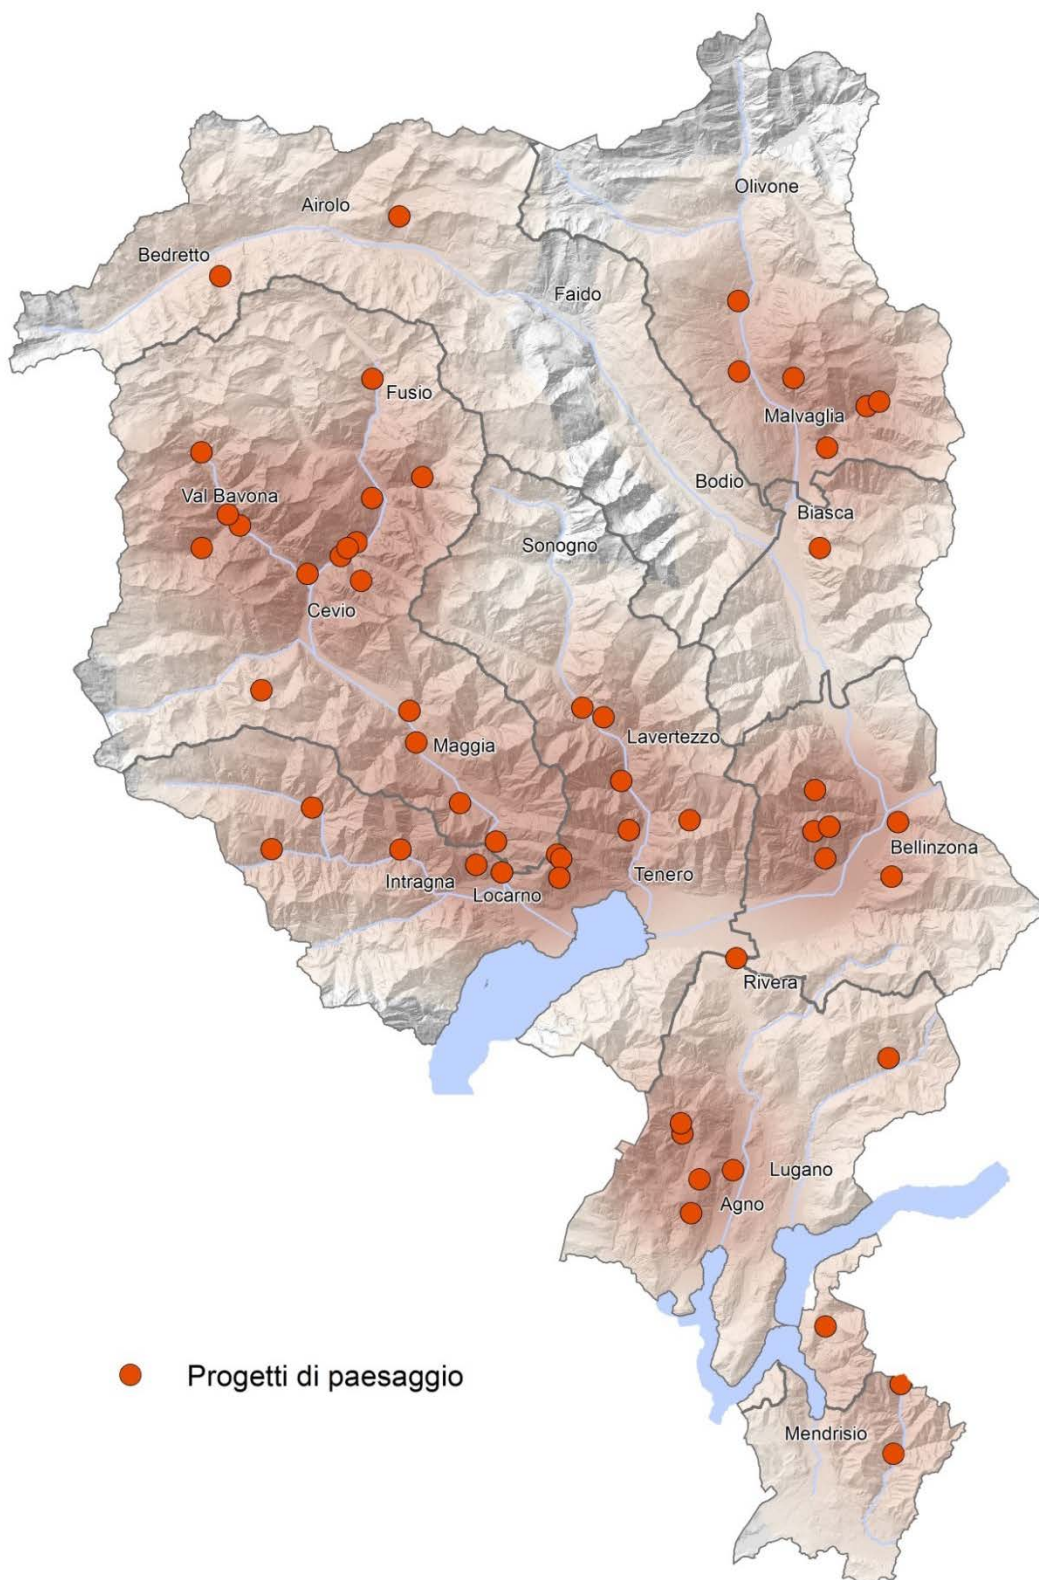 Olivone
Airolo
Bedretto
Faido
Fusio
Malvaglia
Val Bavona
Bodio
Biasca
Sonogno
Cevio
Lavertezzo
Maggia
Bellinzona
Tenero
Intragna
Locarno
Rivera
Lugano
Agno
Progetti di paesaggio
Mendrisio